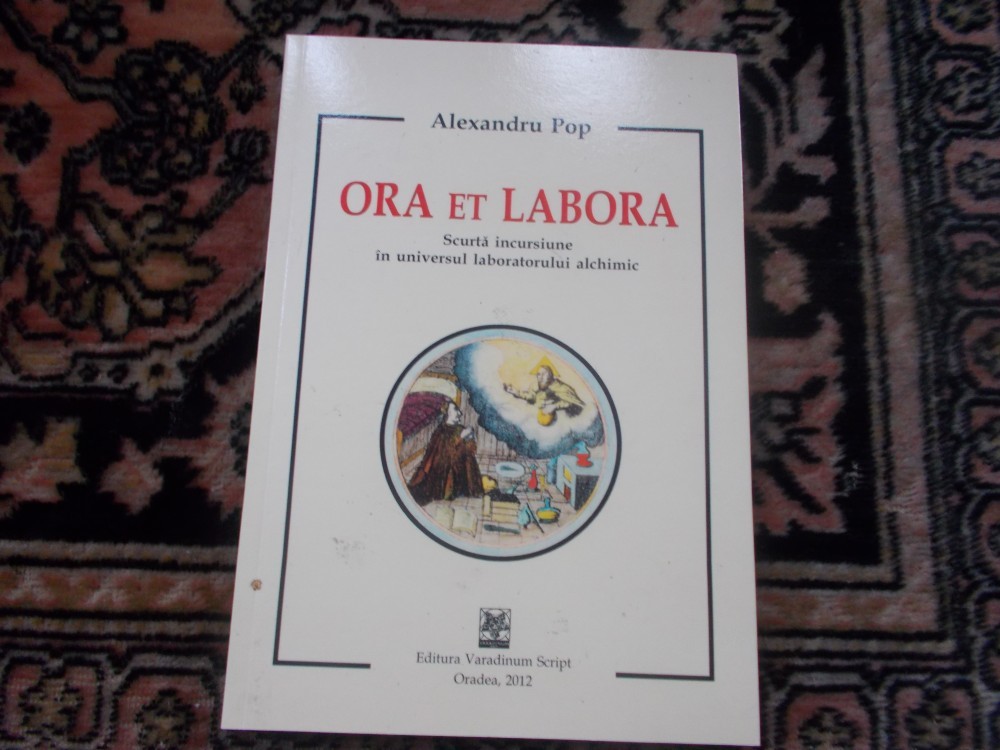 Alexandru Pop
ORA ET LABORA
Scurtă incursiune
în universul laboratorului alchimic
Editura Varadinum Script
Oradea, 2012